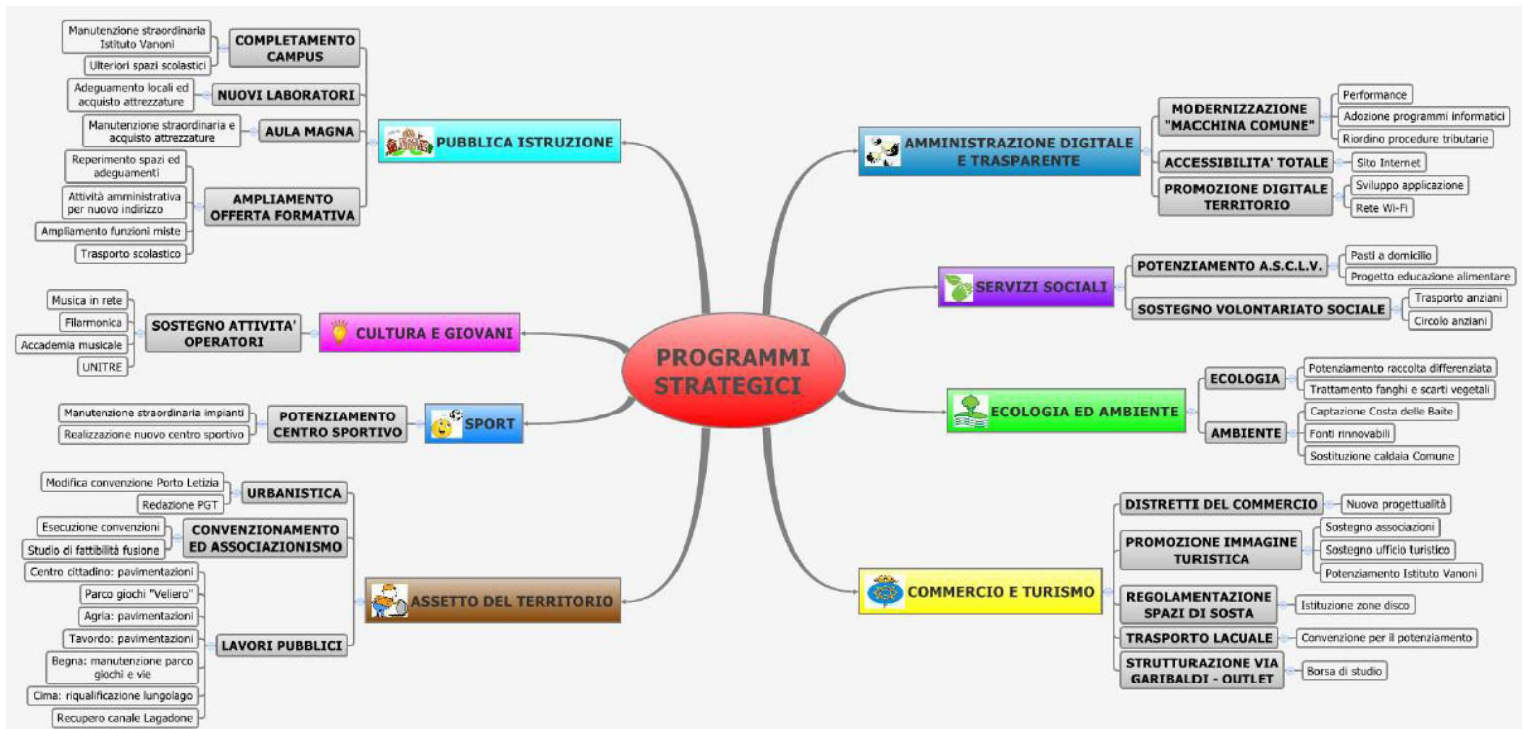 PROGRAMMI
STRATEGICI
PUBBLICA ISTRUZIONE
COMPLETAMENTO
CAMPUS
Manutenzione straordinaria
Istituto Vanoni
Ulteriori spazi scolastici
NUOVI LABORATORI
Adeguamento locali ed
acquisto attrezzature
AULA MAGNA
Manutenzione straordinaria e
acquisto attrezzature
AMPLIAMENTO
OFFERTA FORMATIVA
Reperimento spazi ed
adeguamenti
Attività amministrativa
per nuovo indirizzo
Ampliamento funzioni miste
Trasporto scolastico
CULTURA E GIOVANI
SOSTEGNO ATTIVITA'
OPERATORI
Musica in rete
Filarmonica
Accademia musicale
UNITRE
SPORT
POTENZIAMENTO
CENTRO SPORTIVO
Manutenzione straordinaria impianti
Realizzazione nuovo centro sportivo
ASSETTO DEL TERRITORIO
URBANISTICA
Modifica convenzione Porto Letizia
Redazione PGT
CONVENZIONAMENTO
ED ASSOCIAZIONISMO
Esecuzione convenzioni
Studio di fattibilità fusione
LAVORI PUBBLICI
Centro cittadino: pavimentazioni
Parco giochi "Veliero"
Agria: pavimentazioni
Tavordo: pavimentazioni
Begna: manutenzione parco
giochi e vie
Cima: riqualificazione lungolago
Recupero canale Lagadone
AMMINISTRAZIONE DIGITALE
E TRASPARENTE
MODERNIZZAZIONE
"MACCHINA COMUNE"
Performance
Adozione programmi informatici
Riordino procedure tributarie
ACCESSIBILITA' TOTALE
Sito Internet
PROMOZIONE DIGITALE
TERRITORIO
Sviluppo applicazione
Rete Wi-Fi
SERVIZI SOCIALI
POTENZIAMENTO A.S.C.L.V.
Pasti a domicilio
Progetto educazione alimentare
SOSTEGNO VOLONTARIATO SOCIALE
Trasporto anziani
Circolo anziani
ECOLOGIA ED AMBIENTE
ECOLOGIA
Potenziamento raccolta differenziata
Trattamento fanghi e scarti vegetali
AMBIENTE
Captazione Costa delle Baite
Fonti rinnovabili
Sostituzione caldaia Comune
COMMERCIO E TURISMO
DISTRETTI DEL COMMERCIO
Nuova progettualità
PROMOZIONE IMMAGINE
TURISTICA
Sostegno associazioni
Sostegno ufficio turistico
Potenziamento Istituto Vanoni
REGOLAMENTAZIONE
SPAZI DI SOSTA
Istituzione zone disco
TRASPORTO LACUALE
Convenzione per il potenziamento
STRUTTURAZIONE VIA
GARIBALDI - OUTLET
Borsa di studio